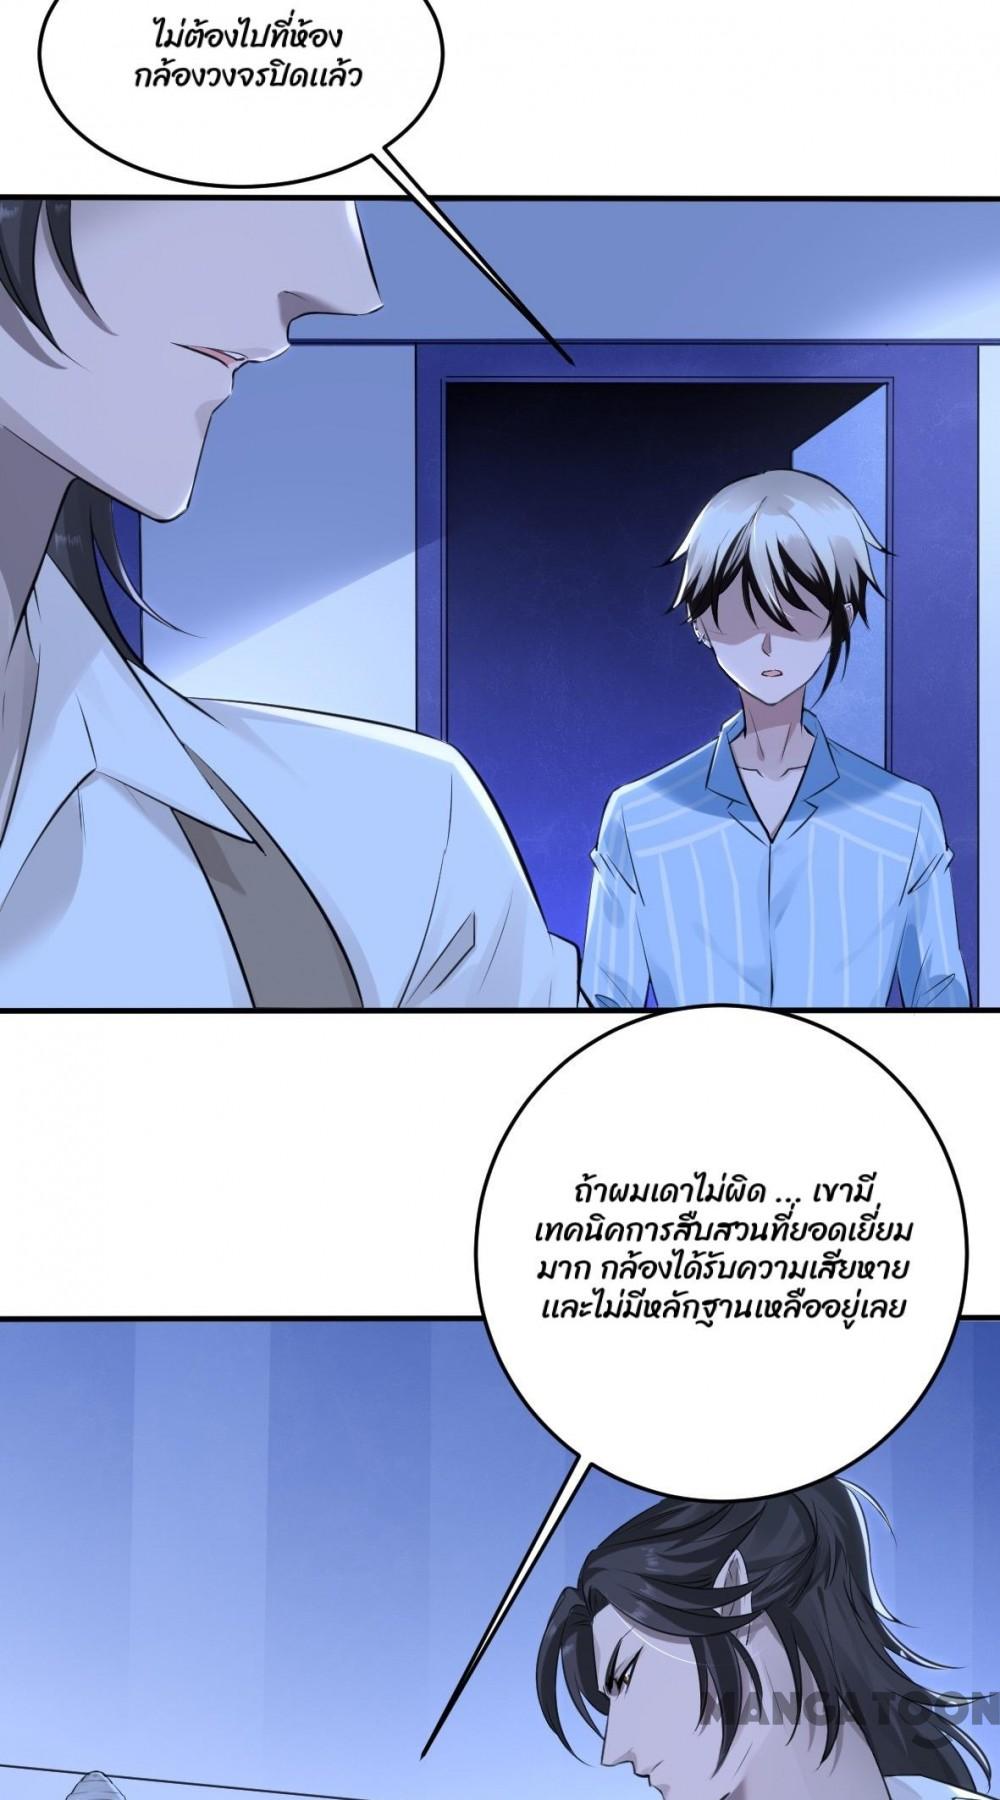 ไม่ต้องไปที่ห้อง
กล้องวงจรปิดแล้ว
ถ้าผมเดาไม่ผิด ... เขามี
เทคนิคการสืบสวนที่ยอดเยี่ยม
มาก กล้องได้รับความเสียหาย
และไม่มีหลักฐานเหลืออยู่เลย
MANGATOON